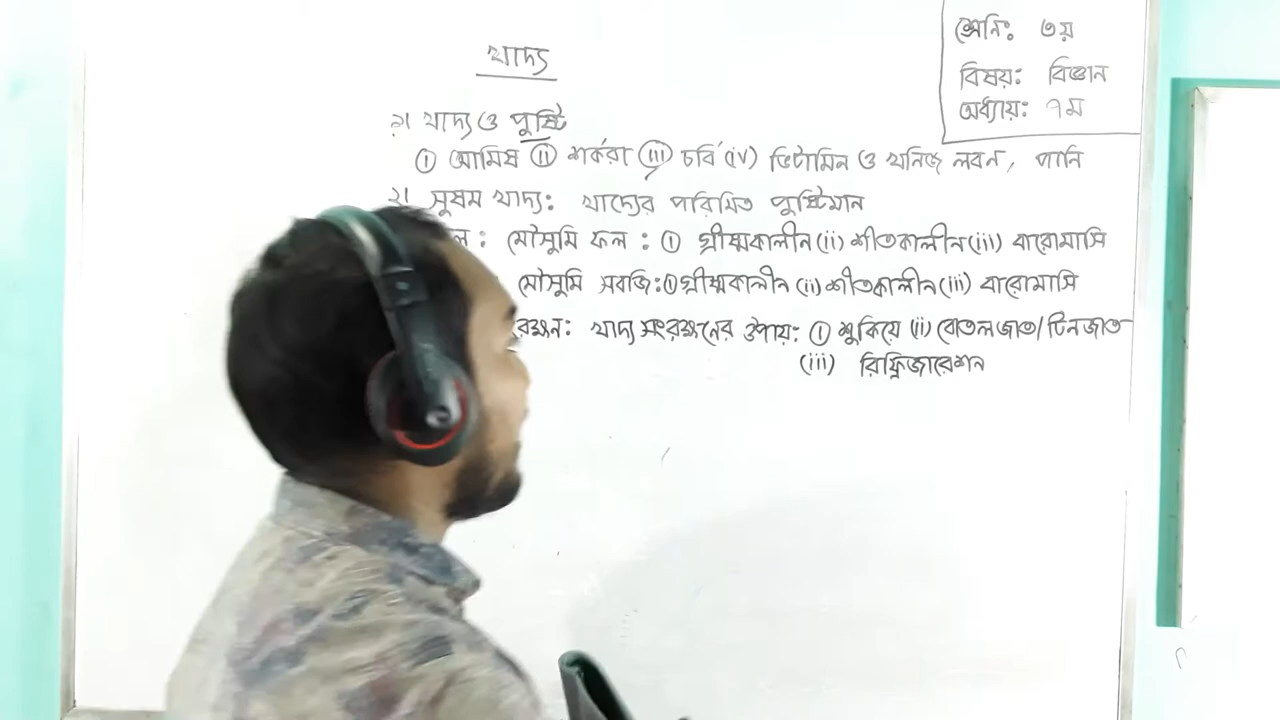 খাদ্য
শ্রেনি: ৩য়
বিষয়: বিজ্ঞান
অধ্যায়: ৭ম
১। খাদ্য ও পুষ্টি
(i) আমিষ (ii) শর্করা (iii) চর্বি (iv) ভিটামিন ও খনিজ লবন, পানি
২। সুষম খাদ্য: খাদ্যের পরিমিত পুষ্টিমান
মৌসুমি ফল : (i) গ্রীষ্মকালীন (ii) শীতকালীন (iii) বারোমাসি
মৌসুমি সবজি: (i) গ্রীষ্মকালীন (ii) শীতকালীন (iii) বারোমাসি
খাদ্য সংরক্ষনের উপায়: (i) শুকিয়ে (ii) বোতলজাত/টিনজাত
(iii) রিফ্রিজারেশন